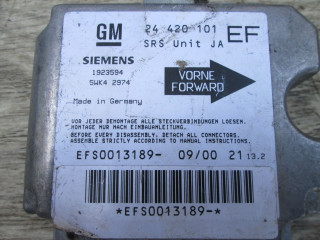 GM 24 420 101 EF
SRS Unit JA
SIEMENS
1923594
5WK4 2974
VORNE
FORWARD
Made in Germany
VOR JEDER DEMONTAGE ALLE STECKVERBINDUNGEN LOESEN.
MONTAGE NUR NACH EINBAUANLEITUNG.
BEFORE EVERY DISASSEMBLY, DETACH ALL CONNECTORS.
ASSEMBLE STRICTLY ACCORDING TO MANUAL INSTRUCTIONS.
EFS0013189- 09/00 21 13.2
*EFS0013189-*